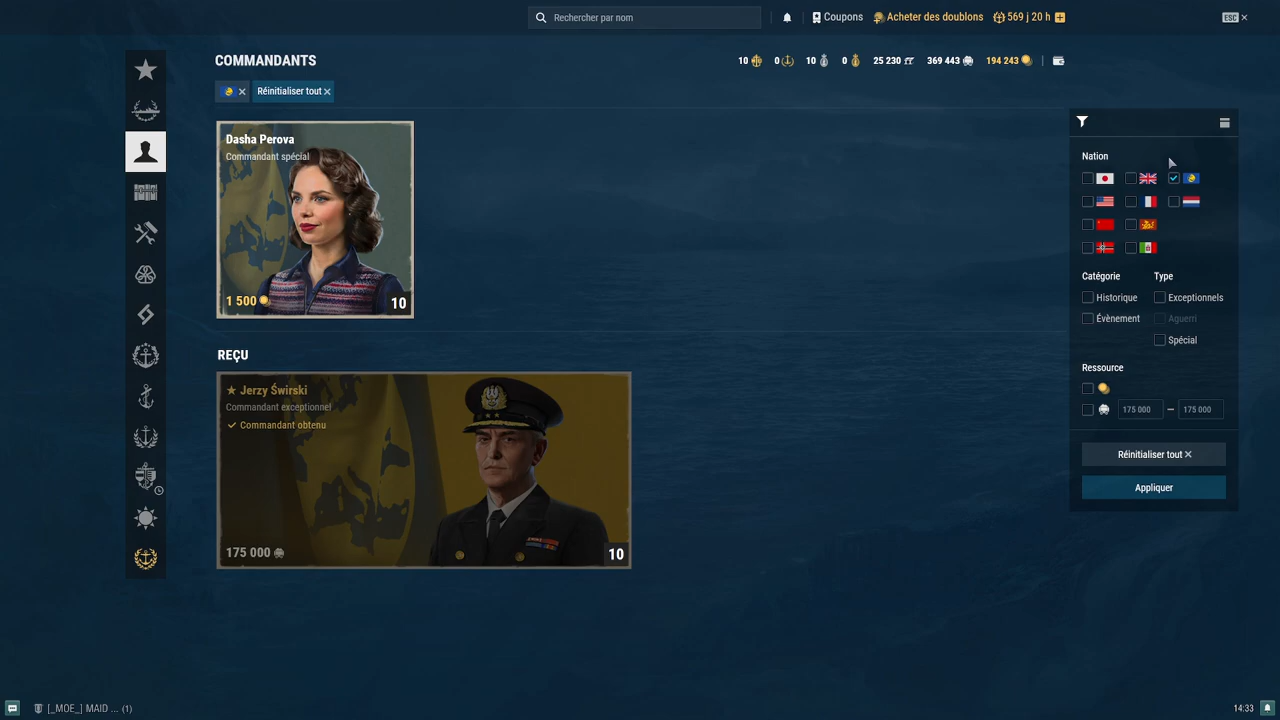 Rechercher par nom
Coupons
Acheter des doublons
569 | 20 h
ESC ×
COMMANDANTS
10 0 10 0 25 230 369 443 194 243
Réinitialiser tout ×
Dasha Perova
Commandant spécial
1 500
10
REÇU
★ Jerzy Świrski
Commandant exceptionnel
Commandant obtenu
175 000
10
Nation
Catégorie
Type
Historique
Exceptionnels
Évènement
Aguerri
Spécial
Ressource
175 000 – 175 000
Réinitialiser tout ×
Appliquer
[_MOE_] MAID ... (1)
14:33